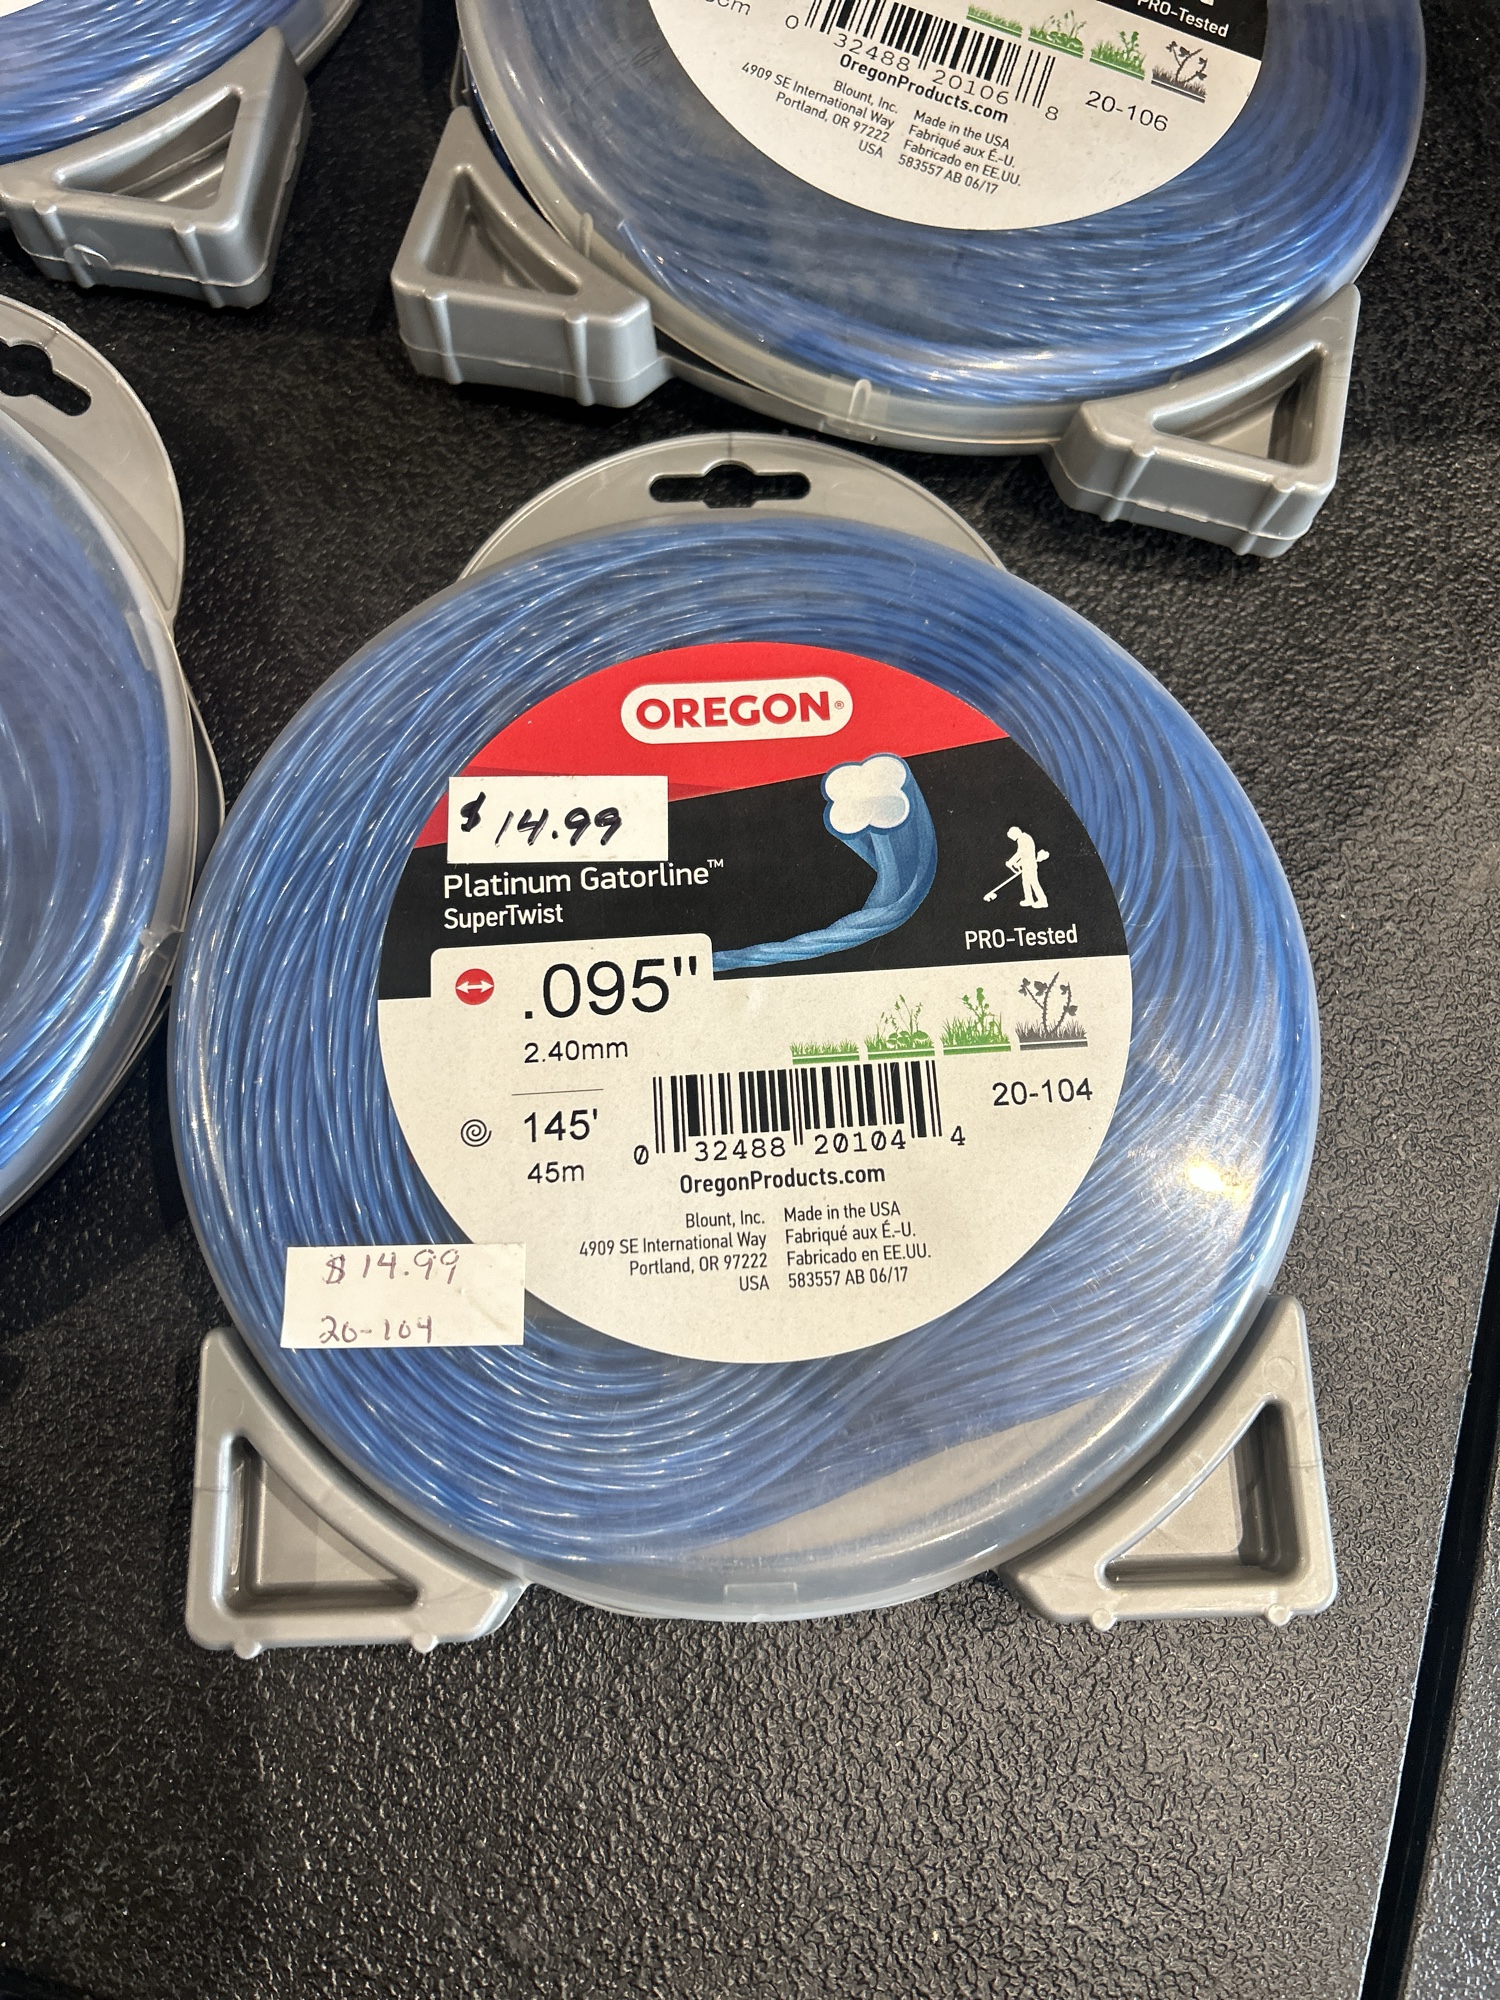 PRO-Tested
0 32488 20106 8
20-106
OregonProducts.com
Blount, Inc.
4909 SE International Way
Portland, OR 97222
USA
Made in the USA
Fabriqué aux É.-U.
Fabricado en EE.UU.
583557 AB 06/17
OREGON®
$14.99
Platinum Gatorline™
SuperTwist
PRO-Tested
.095"
2.40mm
145'
45m
20-104
0 32488 20104 4
OregonProducts.com
Blount, Inc.
4909 SE International Way
Portland, OR 97222
USA
Made in the USA
Fabriqué aux É.-U.
Fabricado en EE.UU.
583557 AB 06/17
$14.99
20-104